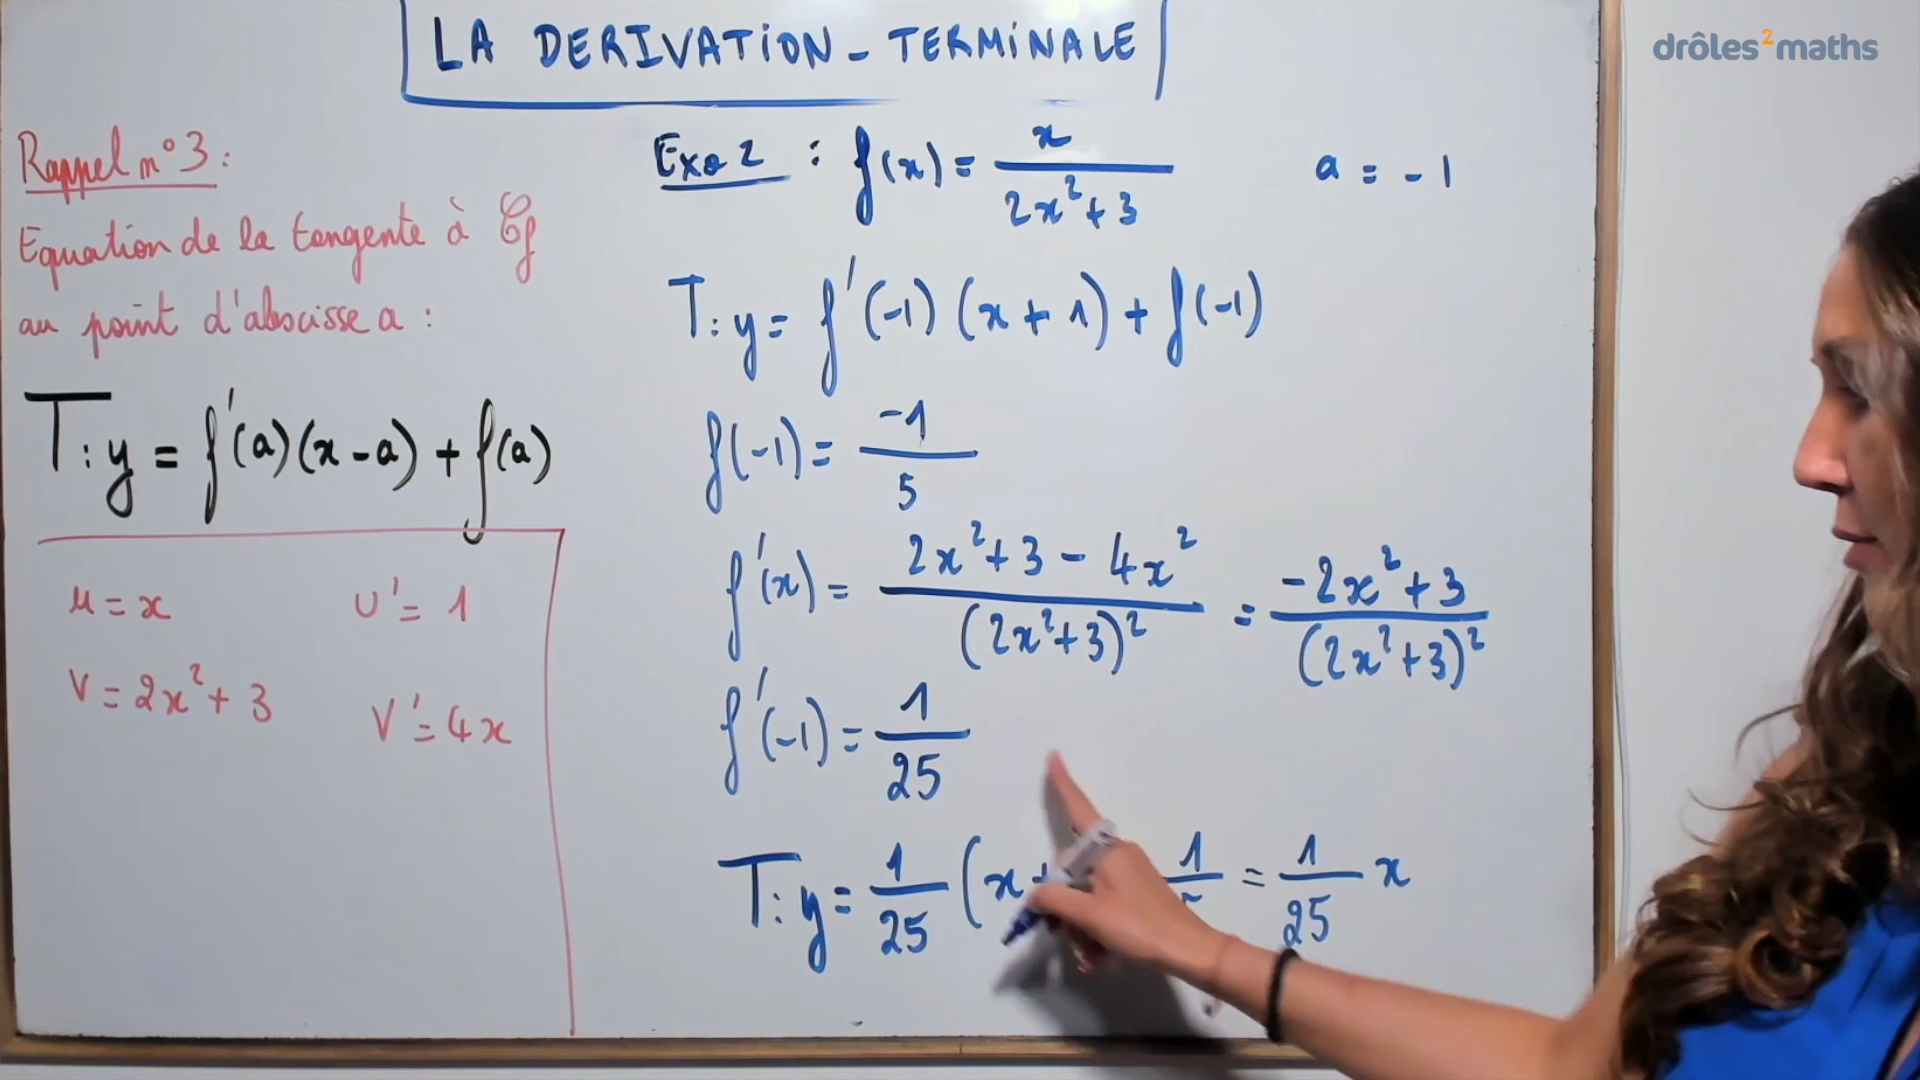 LA DERIVATION - TERMINALE
drôles²maths
Rappel n°3 :
Equation de la tangente à Cf
au point d'abscisse a :
T : y = f'(a)(x - a) + f(a)
u = x u' = 1
v = 2x² + 3 v' = 4x
Exo 2 : f(x) = x / (2x² + 3) a = -1
T : y = f'(-1) (x + 1) + f(-1)
f(-1) = -1 / 5
f'(x) = (2x² + 3 - 4x²) / (2x² + 3)² = (-2x² + 3) / (2x² + 3)²
f'(-1) = 1 / 25
T : y = 1 / 25 (x + 1 / = 1 / 25 x